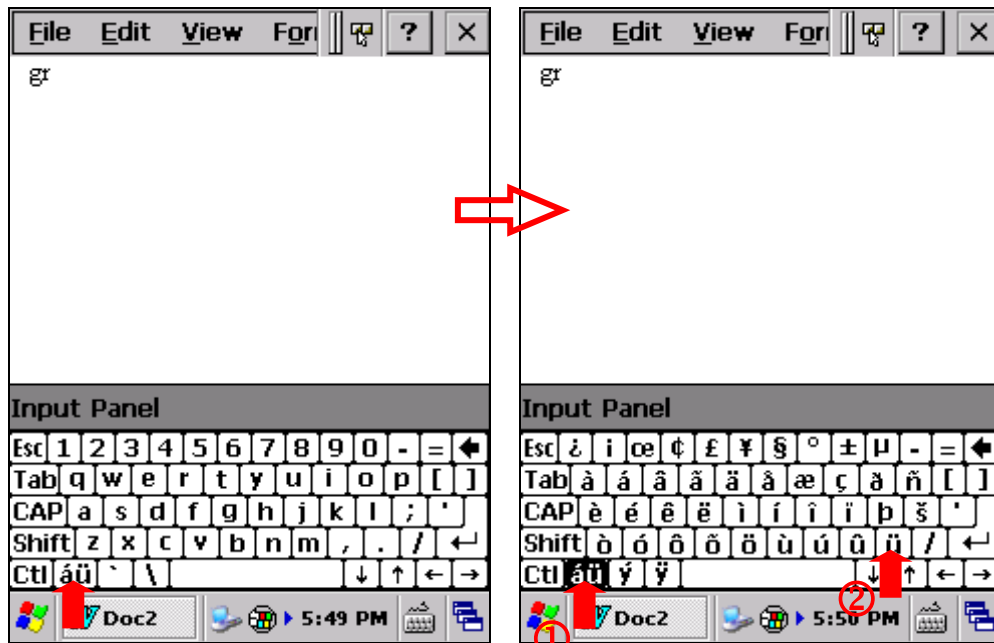 File Edit View For ? ×
gr
Input Panel
Esc 1 2 3 4 5 6 7 8 9 0 - =
Tab q w e r t y u i o p [ ]
CAP a s d f g h j k l ; '
Shift z x c v b n m , . /
Ctl áü ` \ ↓ ↑ ← →
Doc2 5:49 PM
File Edit View For ? ×
gr
Input Panel
Esc ¿ ¡ œ ¢ £ ¥ § ° ± µ - =
Tab à á â ã ä å æ ç ð ñ [ ]
CAP è é ê ë ì í î ï þ š '
Shift ò ó ô õ ö ù ú û ü /
Ctl áü ý ÿ ↓ ↑ ← →
① Doc2 ② 5:50 PM